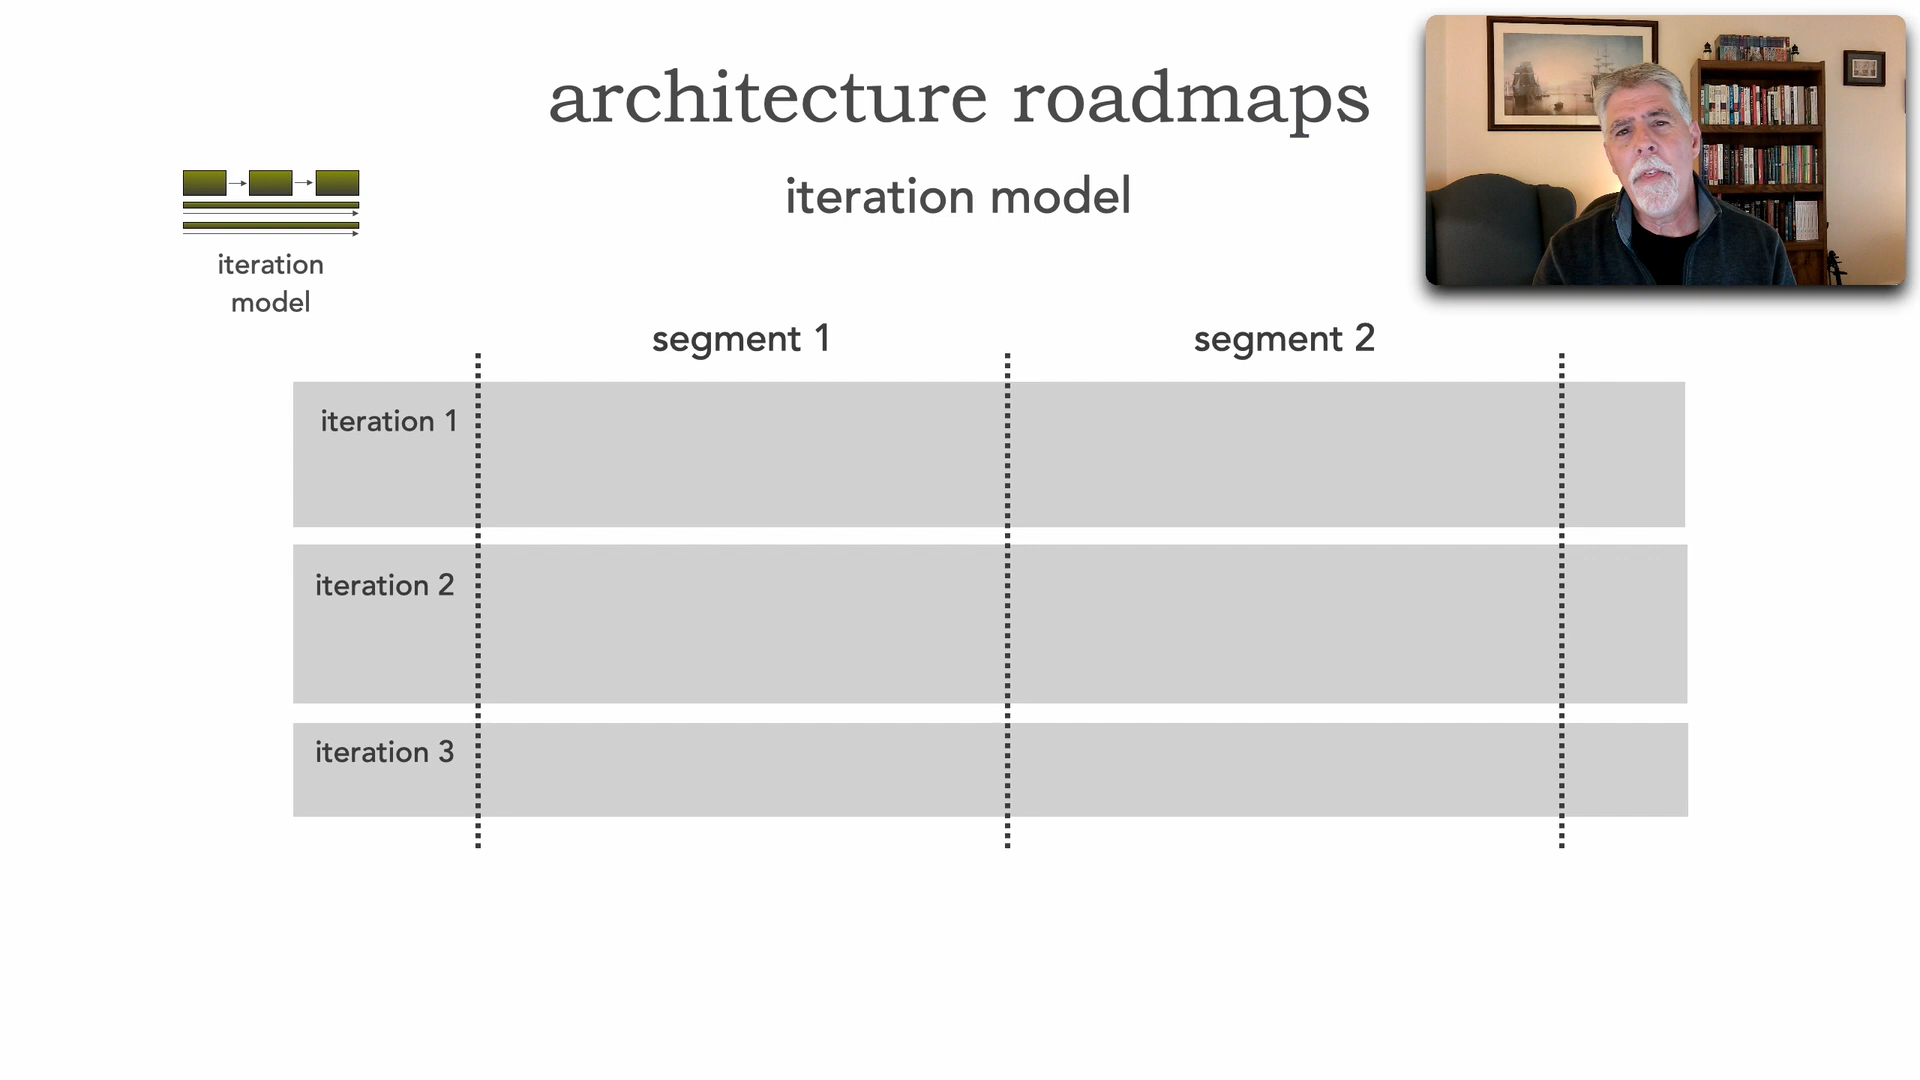 architecture roadmaps
iteration model
iteration
model
segment 1
segment 2
iteration 1
iteration 2
iteration 3